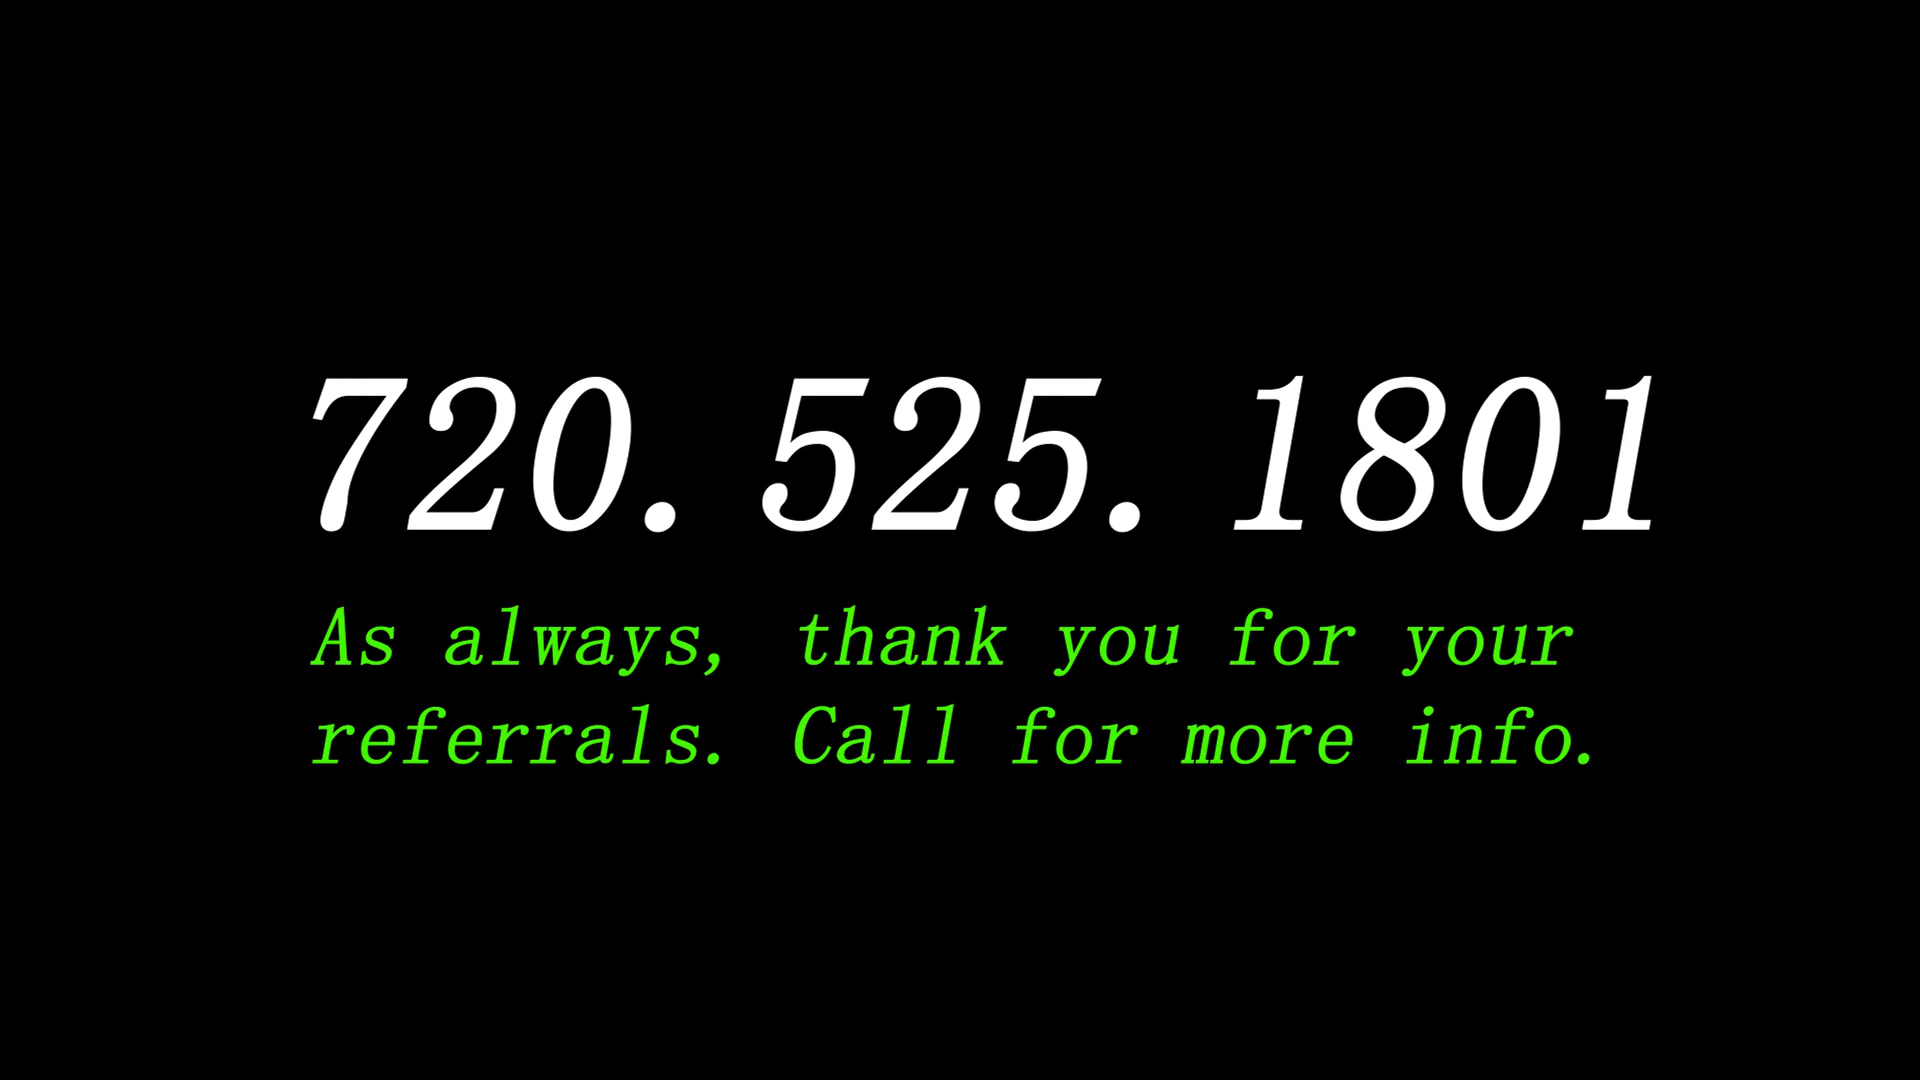 720.525.1801
As always, thank you for your
referrals. Call for more info.